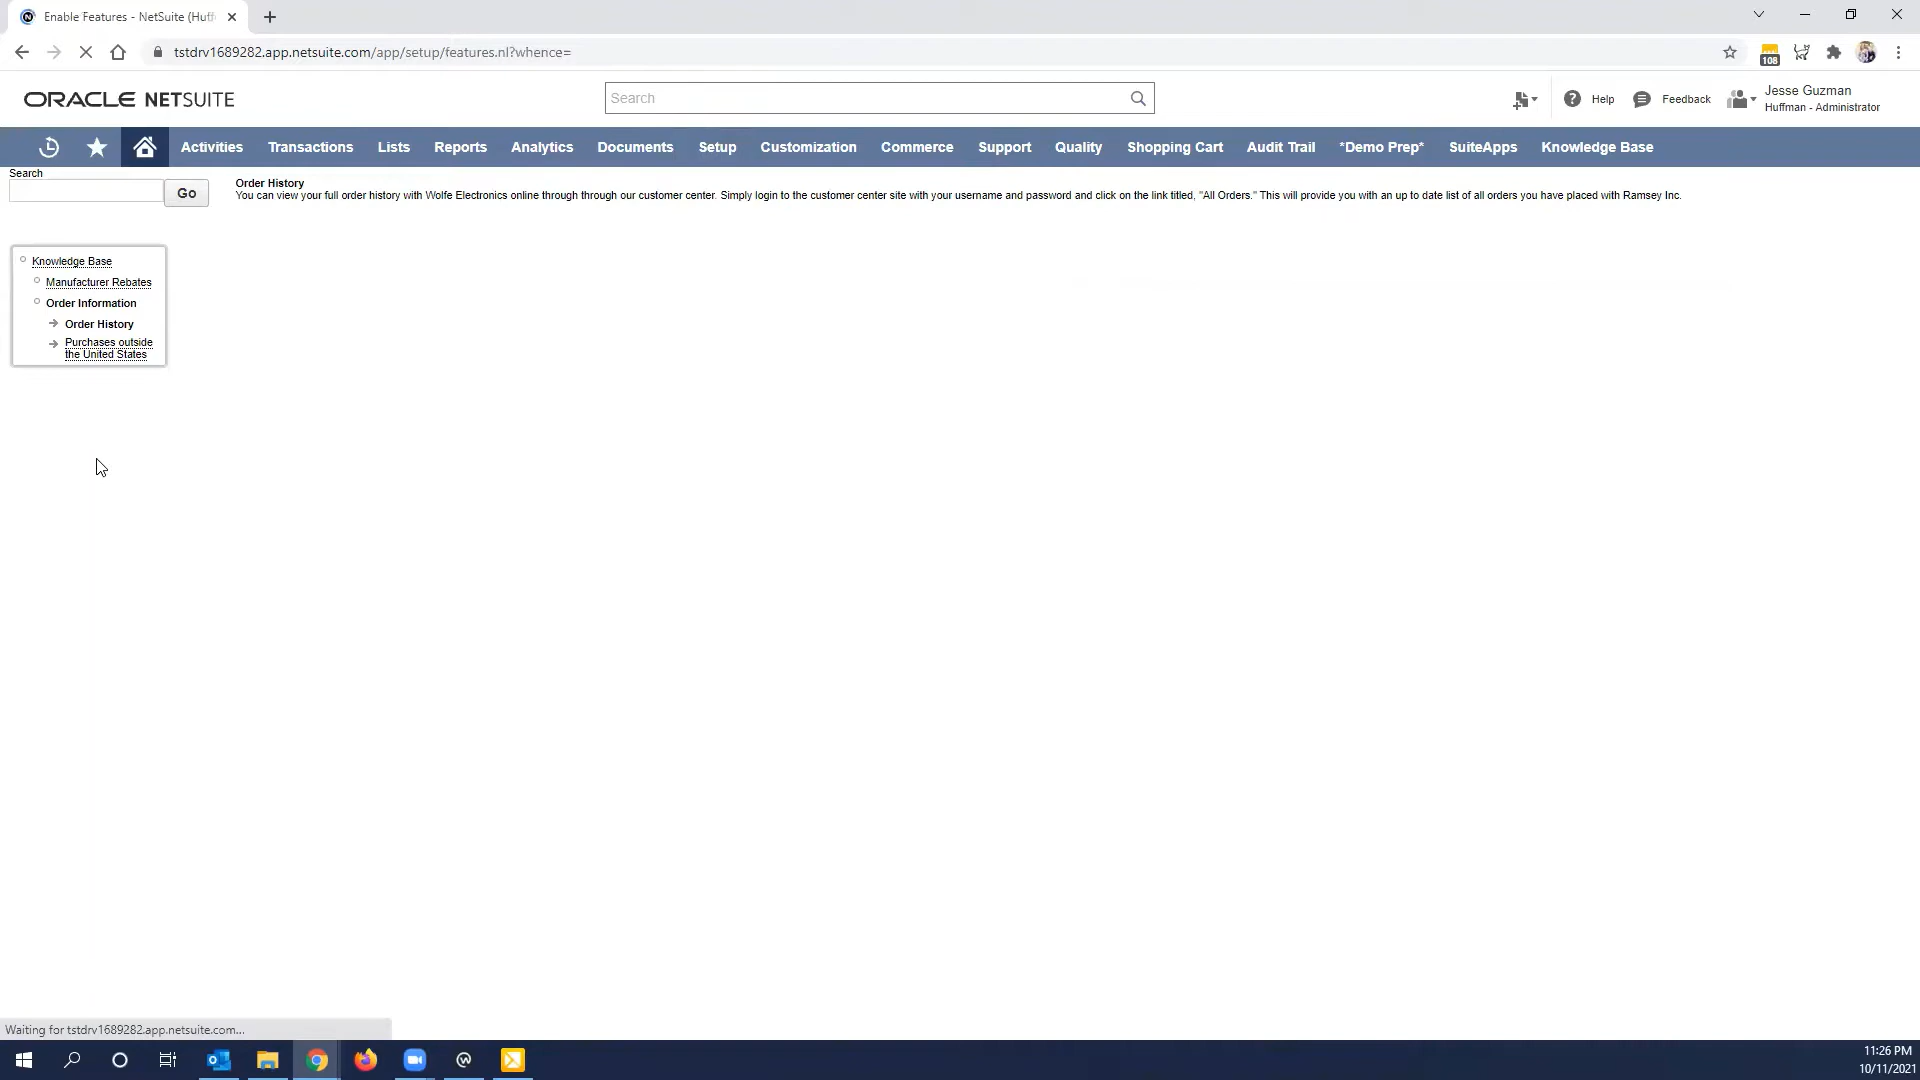 Enable Features - NetSuite (Huff
tstdrv1689282.app.netsuite.com/app/setup/features.nl?whence=
108
ORACLE NETSUITE
Search
Help
Feedback
Jesse Guzman
Huffman - Administrator
Activities Transactions Lists Reports Analytics Documents Setup Customization Commerce Support Quality Shopping Cart Audit Trail *Demo Prep* SuiteApps Knowledge Base
Search
Go
Order History
You can view your full order history with Wolfe Electronics online through through our customer center. Simply login to the customer center site with your username and password and click on the link titled, "All Orders." This will provide you with an up to date list of all orders you have placed with Ramsey Inc.
Knowledge Base
Manufacturer Rebates
Order Information
Order History
Purchases outside
the United States
Waiting for tstdrv1689282.app.netsuite.com...
11:26 PM
10/11/2021